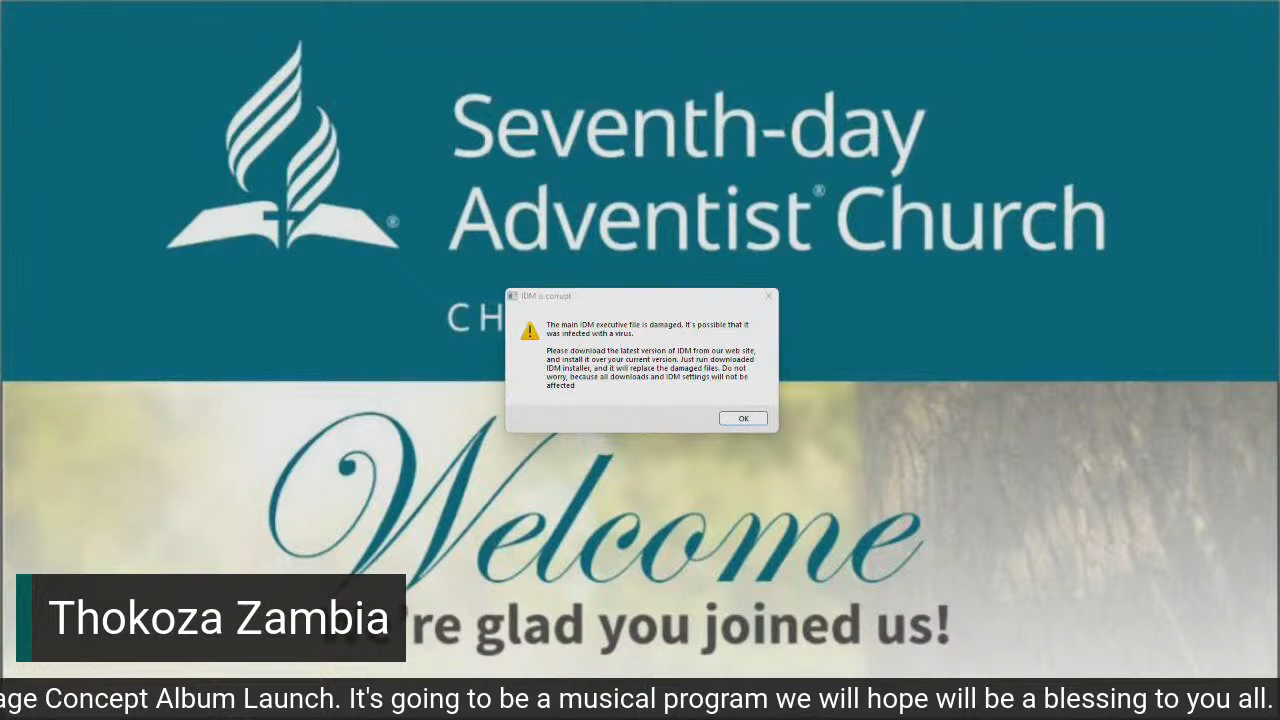 Seventh-day
Adventist® Church
®
CH
IDM is corrupt
The main IDM executive file is damaged. It's possible that it
was infected with a virus.
Please download the latest version of IDM from our web site,
and install it over your current version. Just run downloaded
IDM installer, and it will replace the damaged files. Do not
worry, because all downloads and IDM settings will not be
affected
OK
Welcome
're glad you joined us!
Thokoza Zambia
age Concept Album Launch. It's going to be a musical program we will hope will be a blessing to you all.